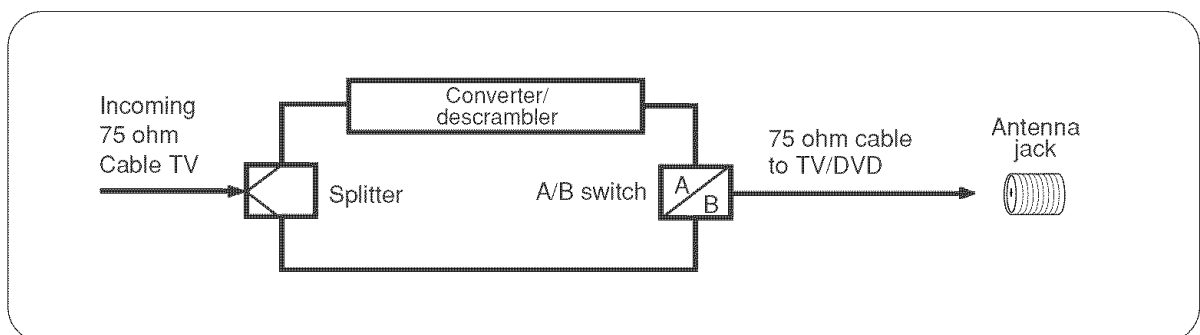 Incoming
75 ohm
Cable TV
Converter/
descrambler
Splitter
A/B switch
A
B
75 ohm cable
to TV/DVD
Antenna
jack